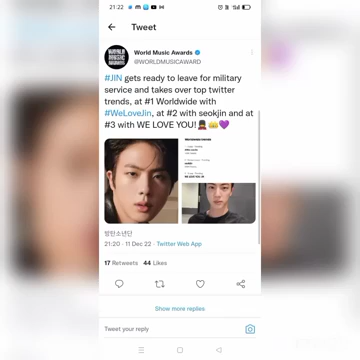 21:22
Tweet
World Music Awards
@WORLDMUSICAWARD
#JIN gets ready to leave for military
service and takes over top twitter
trends, at #1 Worldwide with
#WeLoveJin, at #2 with seokjin and at
#3 with WE LOVE YOU!
방탄소년단
21:20 · 11 Dec 22 · Twitter Web App
17 Retweets 44 Likes
Show more replies
Tweet your reply